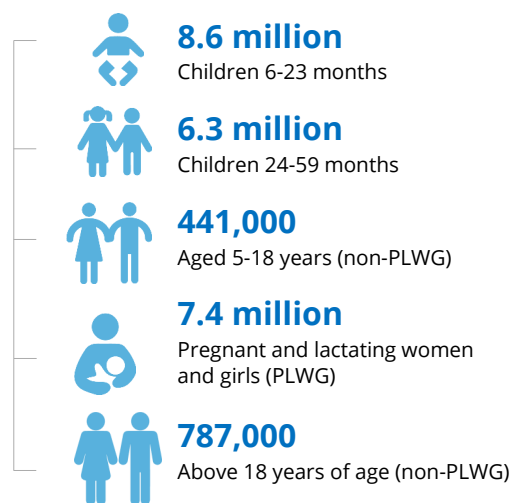 8.6 million
Children 6-23 months
6.3 million
Children 24-59 months
441,000
Aged 5-18 years (non-PLWG)
7.4 million
Pregnant and lactating women
and girls (PLWG)
787,000
Above 18 years of age (non-PLWG)